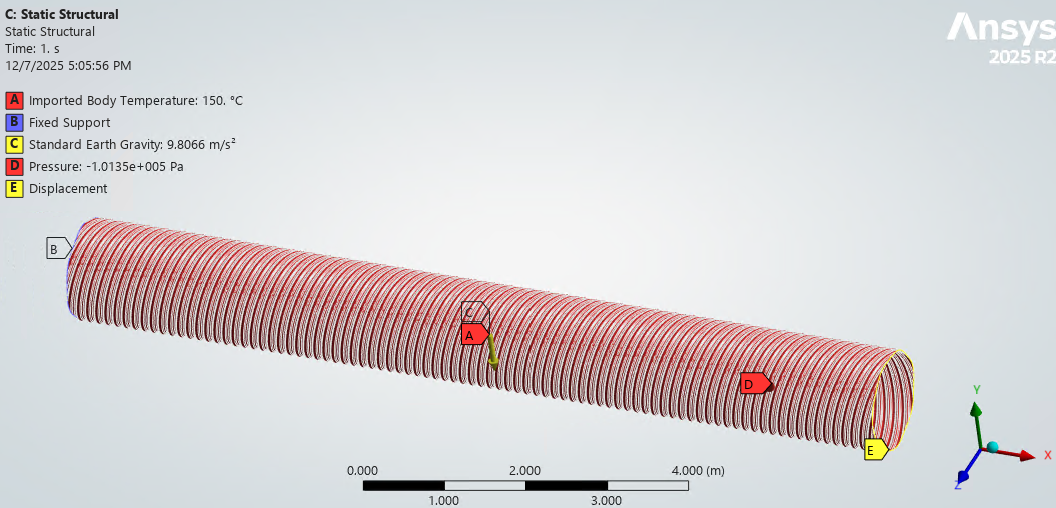 C: Static Structural
Static Structural
Time: 1. s
12/7/2025 5:05:56 PM
A Imported Body Temperature: 150. °C
B Fixed Support
C Standard Earth Gravity: 9.8066 m/s²
D Pressure: -1.0135e+005 Pa
E Displacement
Ansys
2025 R2
B
C
A
D
E
Y
X
Z
0.000 2.000 4.000 (m)
1.000 3.000